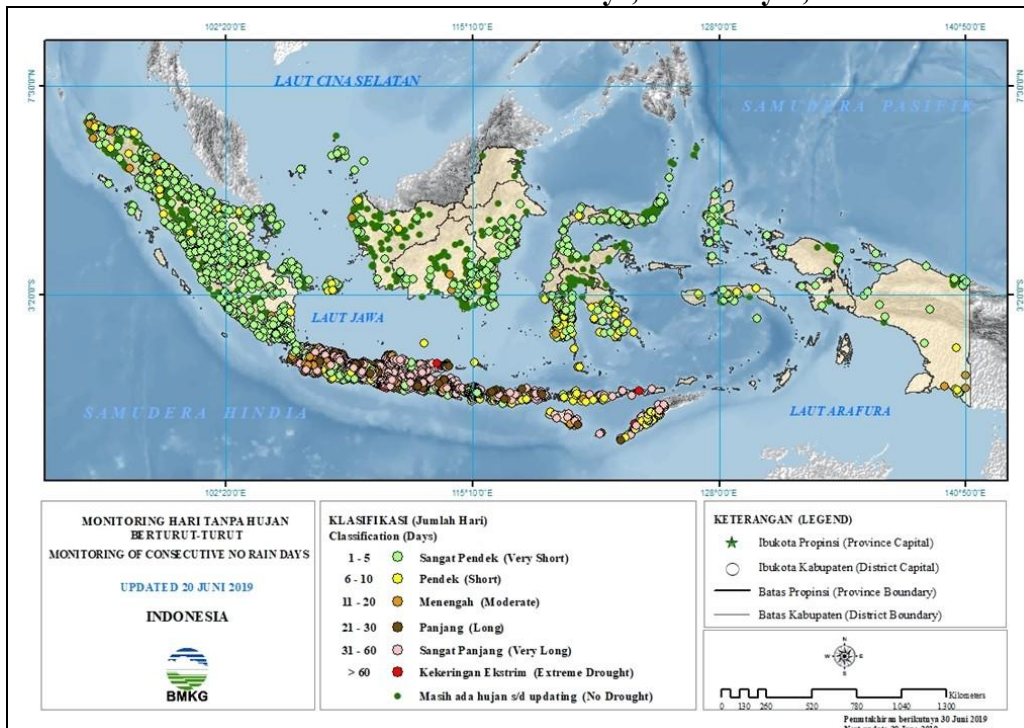 102°20'0"E 115°10'0"E 128°0'0"E 140°50'0"E
LAUT CINA SELATAN
7°30'0"N 7°30'0"N
SAMUDERA PASIFIK
3°20'0"S 3°20'0"S
LAUT JAWA
SAMUDERA HINDIA
LAUT ARAFURA
102°20'0"E 115°10'0"E 128°0'0"E 140°50'0"E
MONITORING HARI TANPA HUJAN
BERTURUT-TURUT
MONITORING OF CONSECUTIVE NO RAIN DAYS
UPDATED 20 JUNI 2019
INDONESIA
BMKG
KLASIFIKASI (Jumlah Hari)
Classification (Days)
1 - 5 Sangat Pendek (Very Short)
6 - 10 Pendek (Short)
11 - 20 Menengah (Moderate)
21 - 30 Panjang (Long)
31 - 60 Sangat Panjang (Very Long)
> 60 Kekeringan Ekstrim (Extreme Drought)
Masih ada hujan s/d updating (No Drought)
KETERANGAN (LEGEND)
Ibukota Propinsi (Province Capital)
Ibukota Kabupaten (District Capital)
Batas Propinsi (Province Boundary)
Batas Kabupaten (District Boundary)
N
W E
S
0 130 260 520 780 1.040 1.300
Kilometers
Pemutakhiran berikutnya 30 Juni 2019